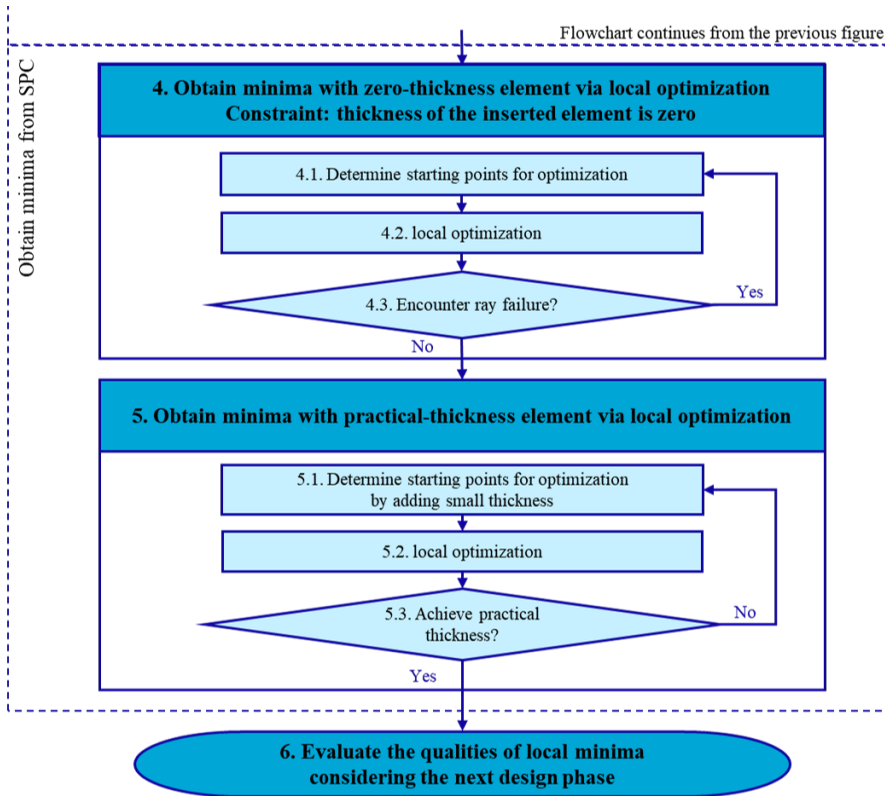 Flowchart continues from the previous figure
Obtain minima from SPC
4. Obtain minima with zero-thickness element via local optimization
Constraint: thickness of the inserted element is zero
4.1. Determine starting points for optimization
4.2. local optimization
4.3. Encounter ray failure?
Yes
No
5. Obtain minima with practical-thickness element via local optimization
5.1. Determine starting points for optimization
by adding small thickness
5.2. local optimization
5.3. Achieve practical
thickness?
No
Yes
6. Evaluate the qualities of local minima
considering the next design phase